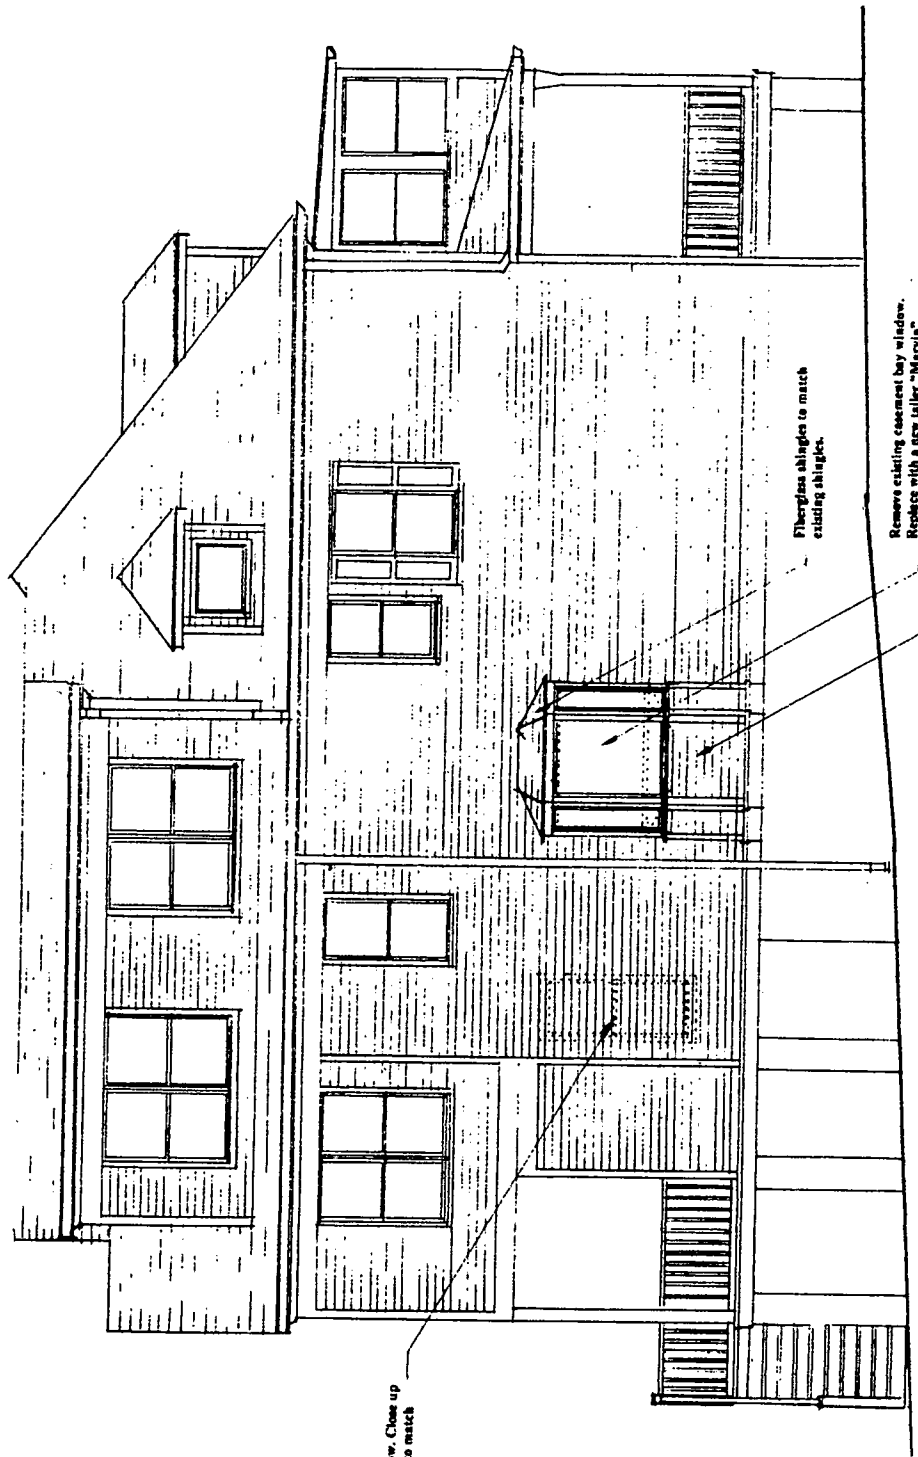 Fiberglass shingles to match
existing shingles.
Remove existing casement bay window.
Replace with a new taller "Marvin"
w. Close up
o match